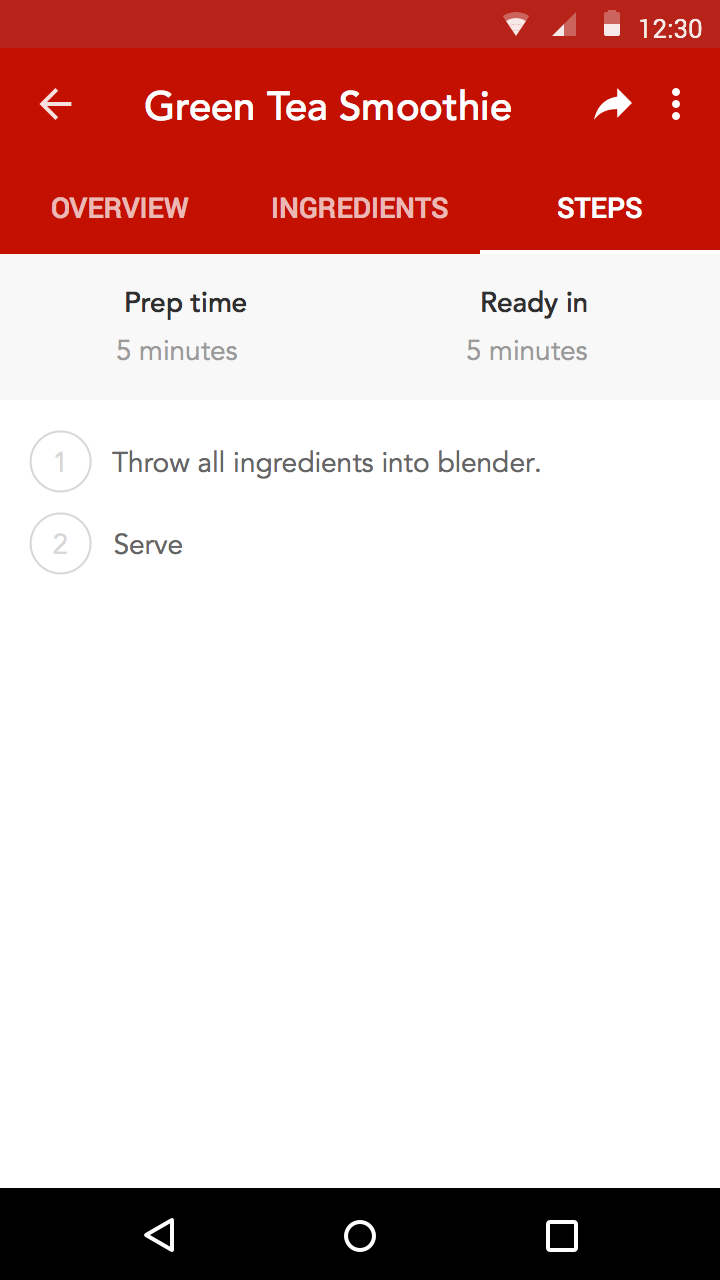 12:30
Green Tea Smoothie
OVERVIEW INGREDIENTS STEPS
Prep time Ready in
5 minutes 5 minutes
1 Throw all ingredients into blender.
2 Serve